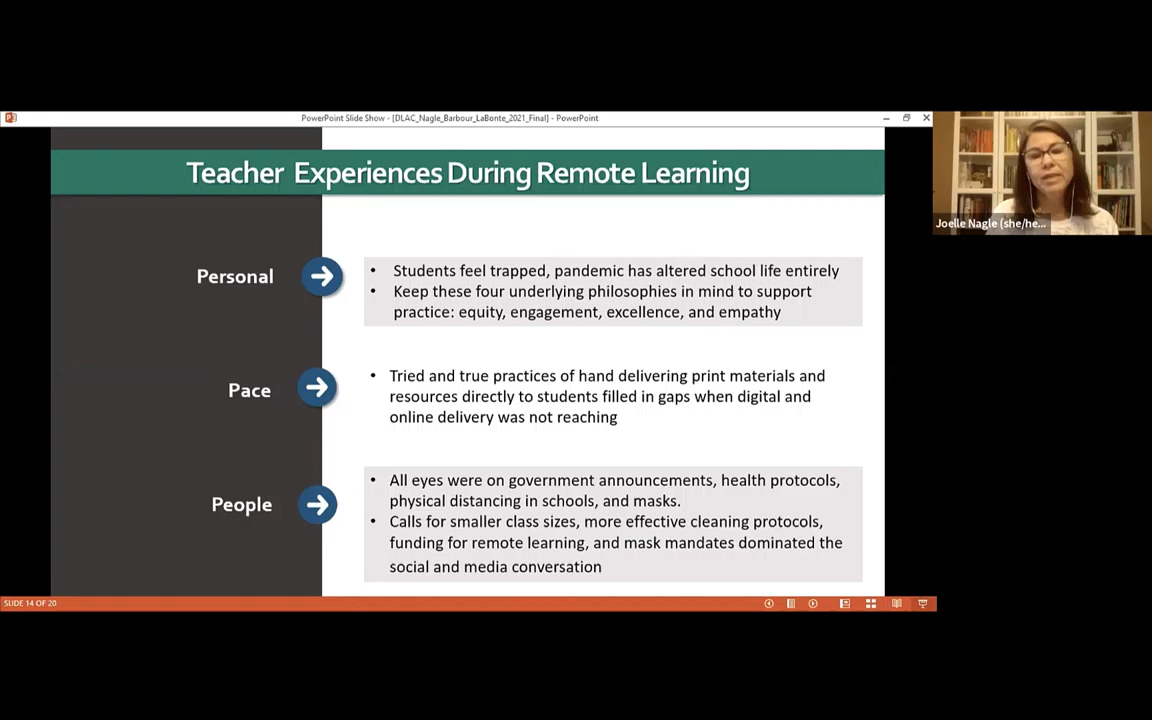 PowerPoint Slide Show - [DLAC_Nagle_Barbour_LaBonte_2021_Final] - PowerPoint
Teacher Experiences During Remote Learning
Personal
• Students feel trapped, pandemic has altered school life entirely
• Keep these four underlying philosophies in mind to support
practice: equity, engagement, excellence, and empathy
Pace
• Tried and true practices of hand delivering print materials and
resources directly to students filled in gaps when digital and
online delivery was not reaching
People
• All eyes were on government announcements, health protocols,
physical distancing in schools, and masks.
• Calls for smaller class sizes, more effective cleaning protocols,
funding for remote learning, and mask mandates dominated the
social and media conversation
SLIDE 14 OF 20
Joelle Nagle (she/he...